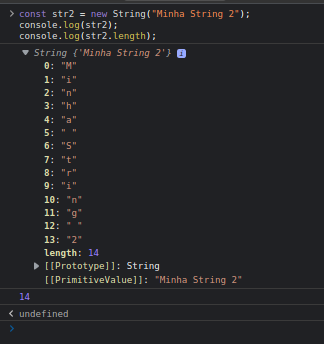 const str2 = new String("Minha String 2");
console.log(str2);
console.log(str2.length);
String {'Minha String 2'} i
0: "M"
1: "i"
2: "n"
3: "h"
4: "a"
5: " "
6: "S"
7: "t"
8: "r"
9: "i"
10: "n"
11: "g"
12: " "
13: "2"
length: 14
[[Prototype]]: String
[[PrimitiveValue]]: "Minha String 2"
14
undefined